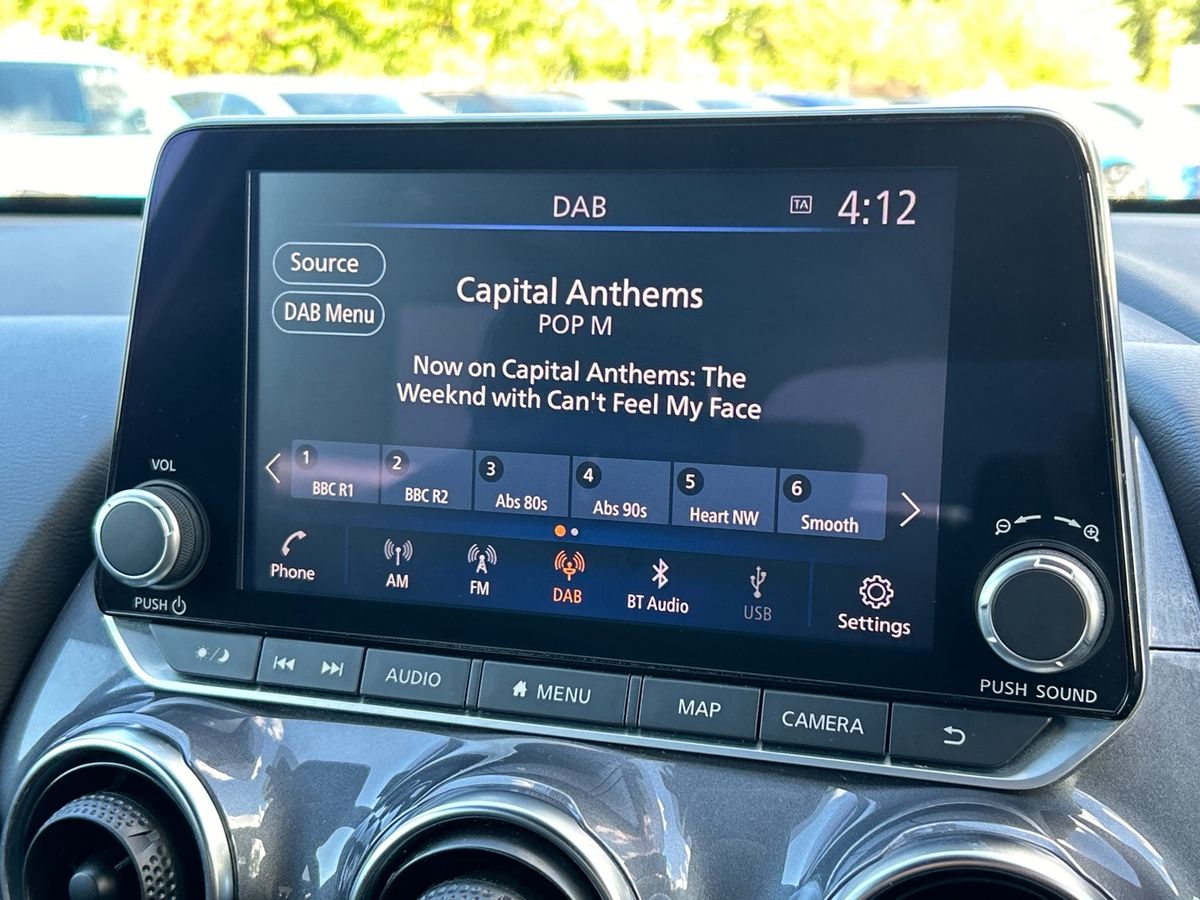 DAB
TA
4:12
Source
DAB Menu
Capital Anthems
POP M
Now on Capital Anthems: The
Weeknd with Can't Feel My Face
1 BBC R1
2 BBC R2
3 Abs 80s
4 Abs 90s
5 Heart NW
6 Smooth
VOL
PUSH
Phone
AM
FM
DAB
BT Audio
USB
Settings
PUSH SOUND
AUDIO
MENU
MAP
CAMERA